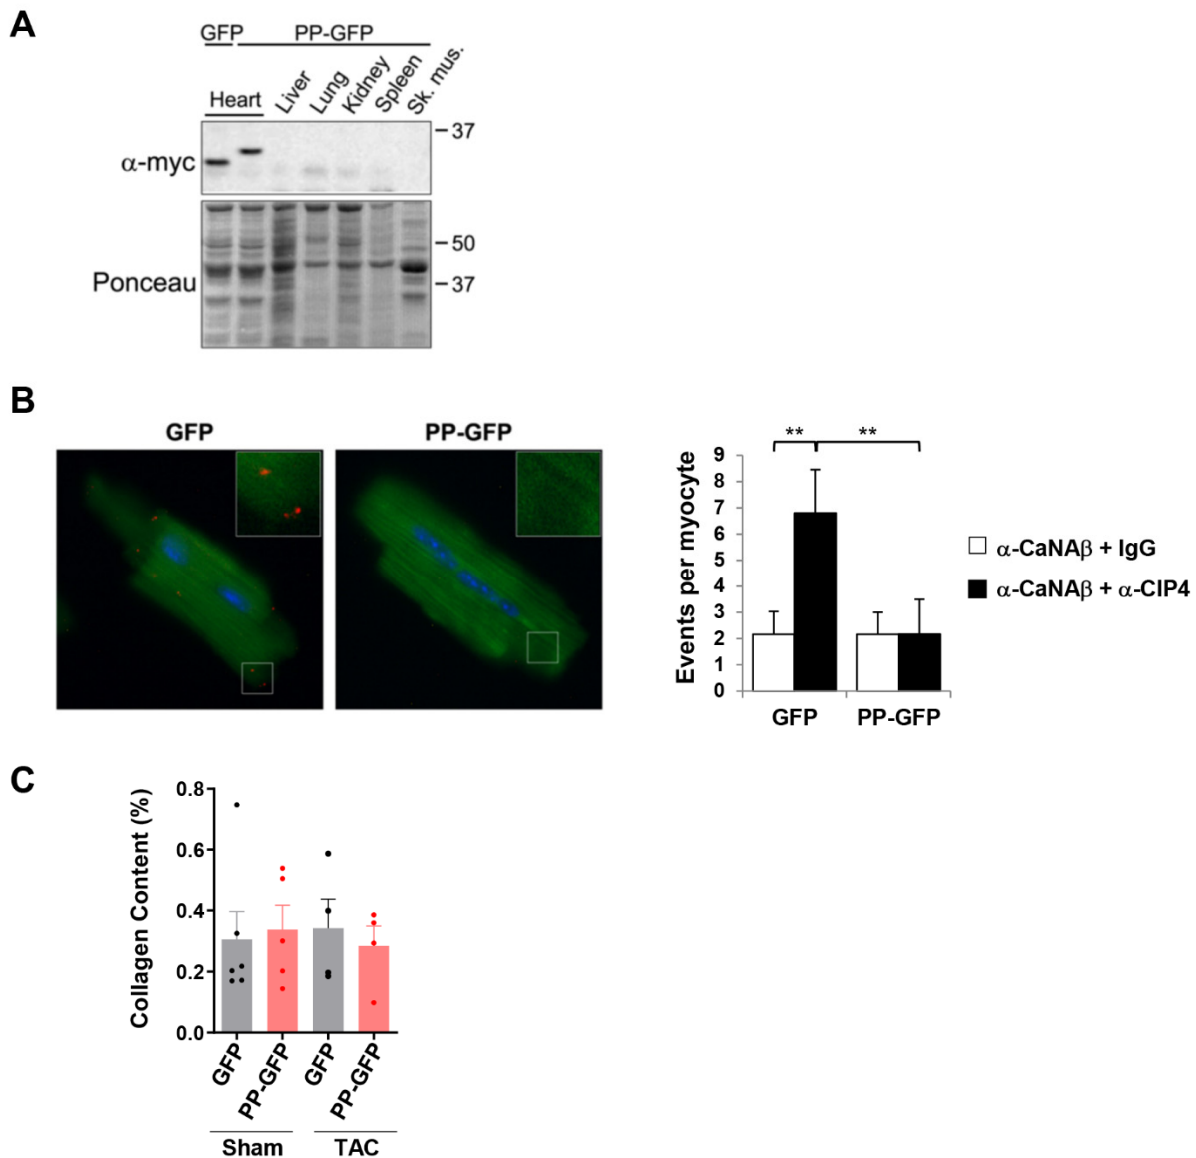 A
GFP PP-GFP
Heart Liver Lung Kidney Spleen Sk. mus.
37
α-myc
50
Ponceau
37
B
GFP PP-GFP
** **
Events per myocyte
9
8
7
6
5
4
3
2
1
0
GFP PP-GFP
α-CaNAβ + IgG
α-CaNAβ + α-CIP4
C
Collagen Content (%)
0.8
0.6
0.4
0.2
0.0
GFP PP-GFP GFP PP-GFP
Sham TAC